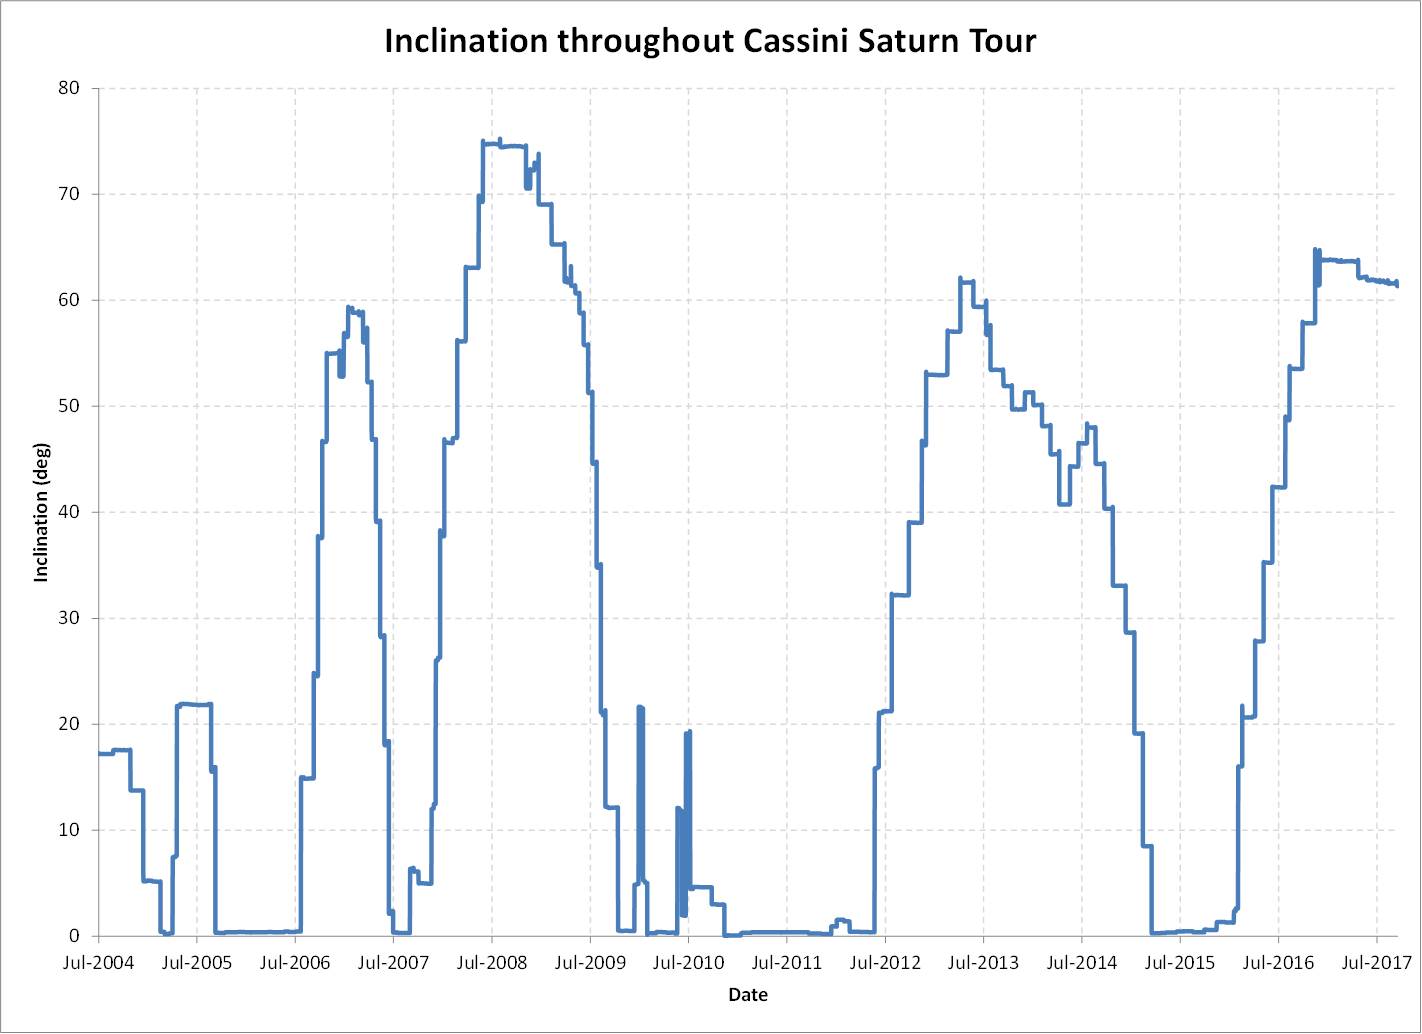 Inclination throughout Cassini Saturn Tour
80
70
60
50
40
30
20
10
0
Inclination (deg)
Jul-2004 Jul-2005 Jul-2006 Jul-2007 Jul-2008 Jul-2009 Jul-2010 Jul-2011 Jul-2012 Jul-2013 Jul-2014 Jul-2015 Jul-2016 Jul-2017
Date